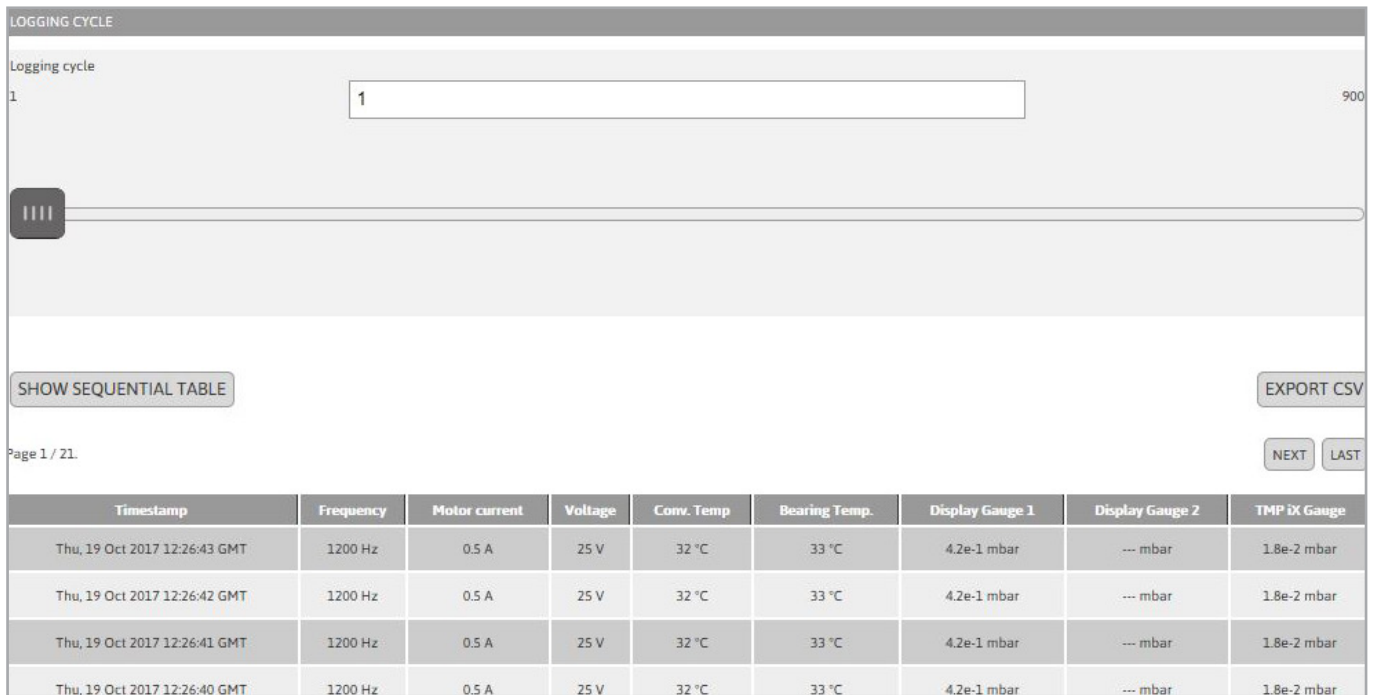 LOGGING CYCLE
Logging cycle
1 1 900
SHOW SEQUENTIAL TABLE EXPORT CSV
Page 1 / 21. NEXT LAST
Timestamp Frequency Motor current Voltage Conv. Temp Bearing Temp. Display Gauge 1 Display Gauge 2 TMP iX Gauge
Thu, 19 Oct 2017 12:26:43 GMT 1200 Hz 0.5 A 25 V 32 °C 33 °C 4.2e-1 mbar --- mbar 1.8e-2 mbar
Thu, 19 Oct 2017 12:26:42 GMT 1200 Hz 0.5 A 25 V 32 °C 33 °C 4.2e-1 mbar --- mbar 1.8e-2 mbar
Thu, 19 Oct 2017 12:26:41 GMT 1200 Hz 0.5 A 25 V 32 °C 33 °C 4.2e-1 mbar --- mbar 1.8e-2 mbar
Thu, 19 Oct 2017 12:26:40 GMT 1200 Hz 0.5 A 25 V 32 °C 33 °C 4.2e-1 mbar --- mbar 1.8e-2 mbar